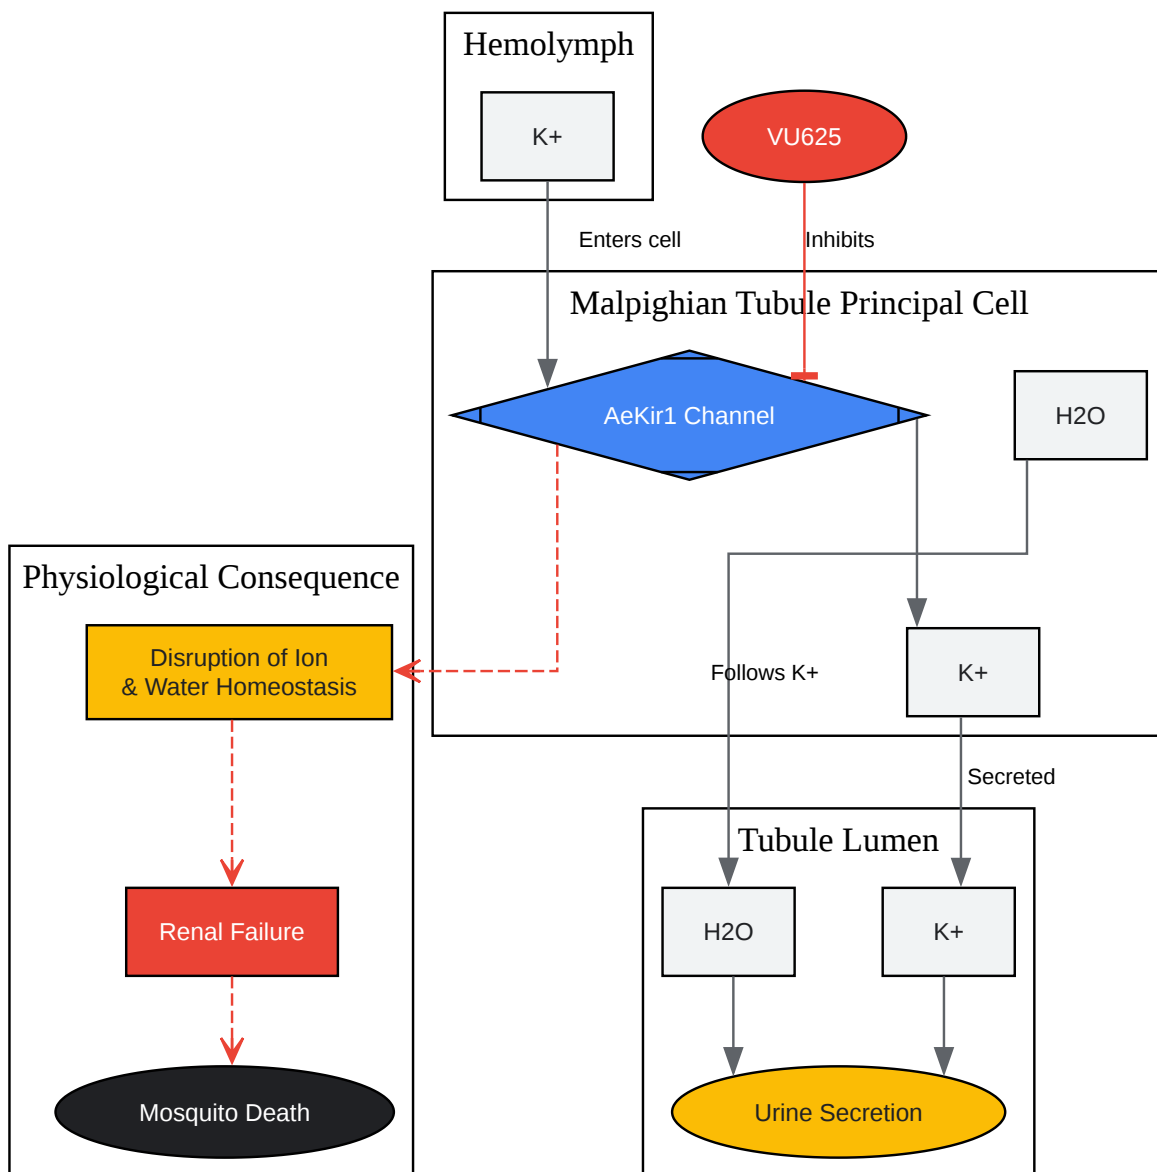 Hemolymph
K+
VU625
Enters cell
Inhibits
Malpighian Tubule Principal Cell
AeKir1 Channel
H2O
Physiological Consequence
Disruption of Ion
& Water Homeostasis
Follows K+
K+
Secreted
Tubule Lumen
Renal Failure
H2O
K+
Mosquito Death
Urine Secretion